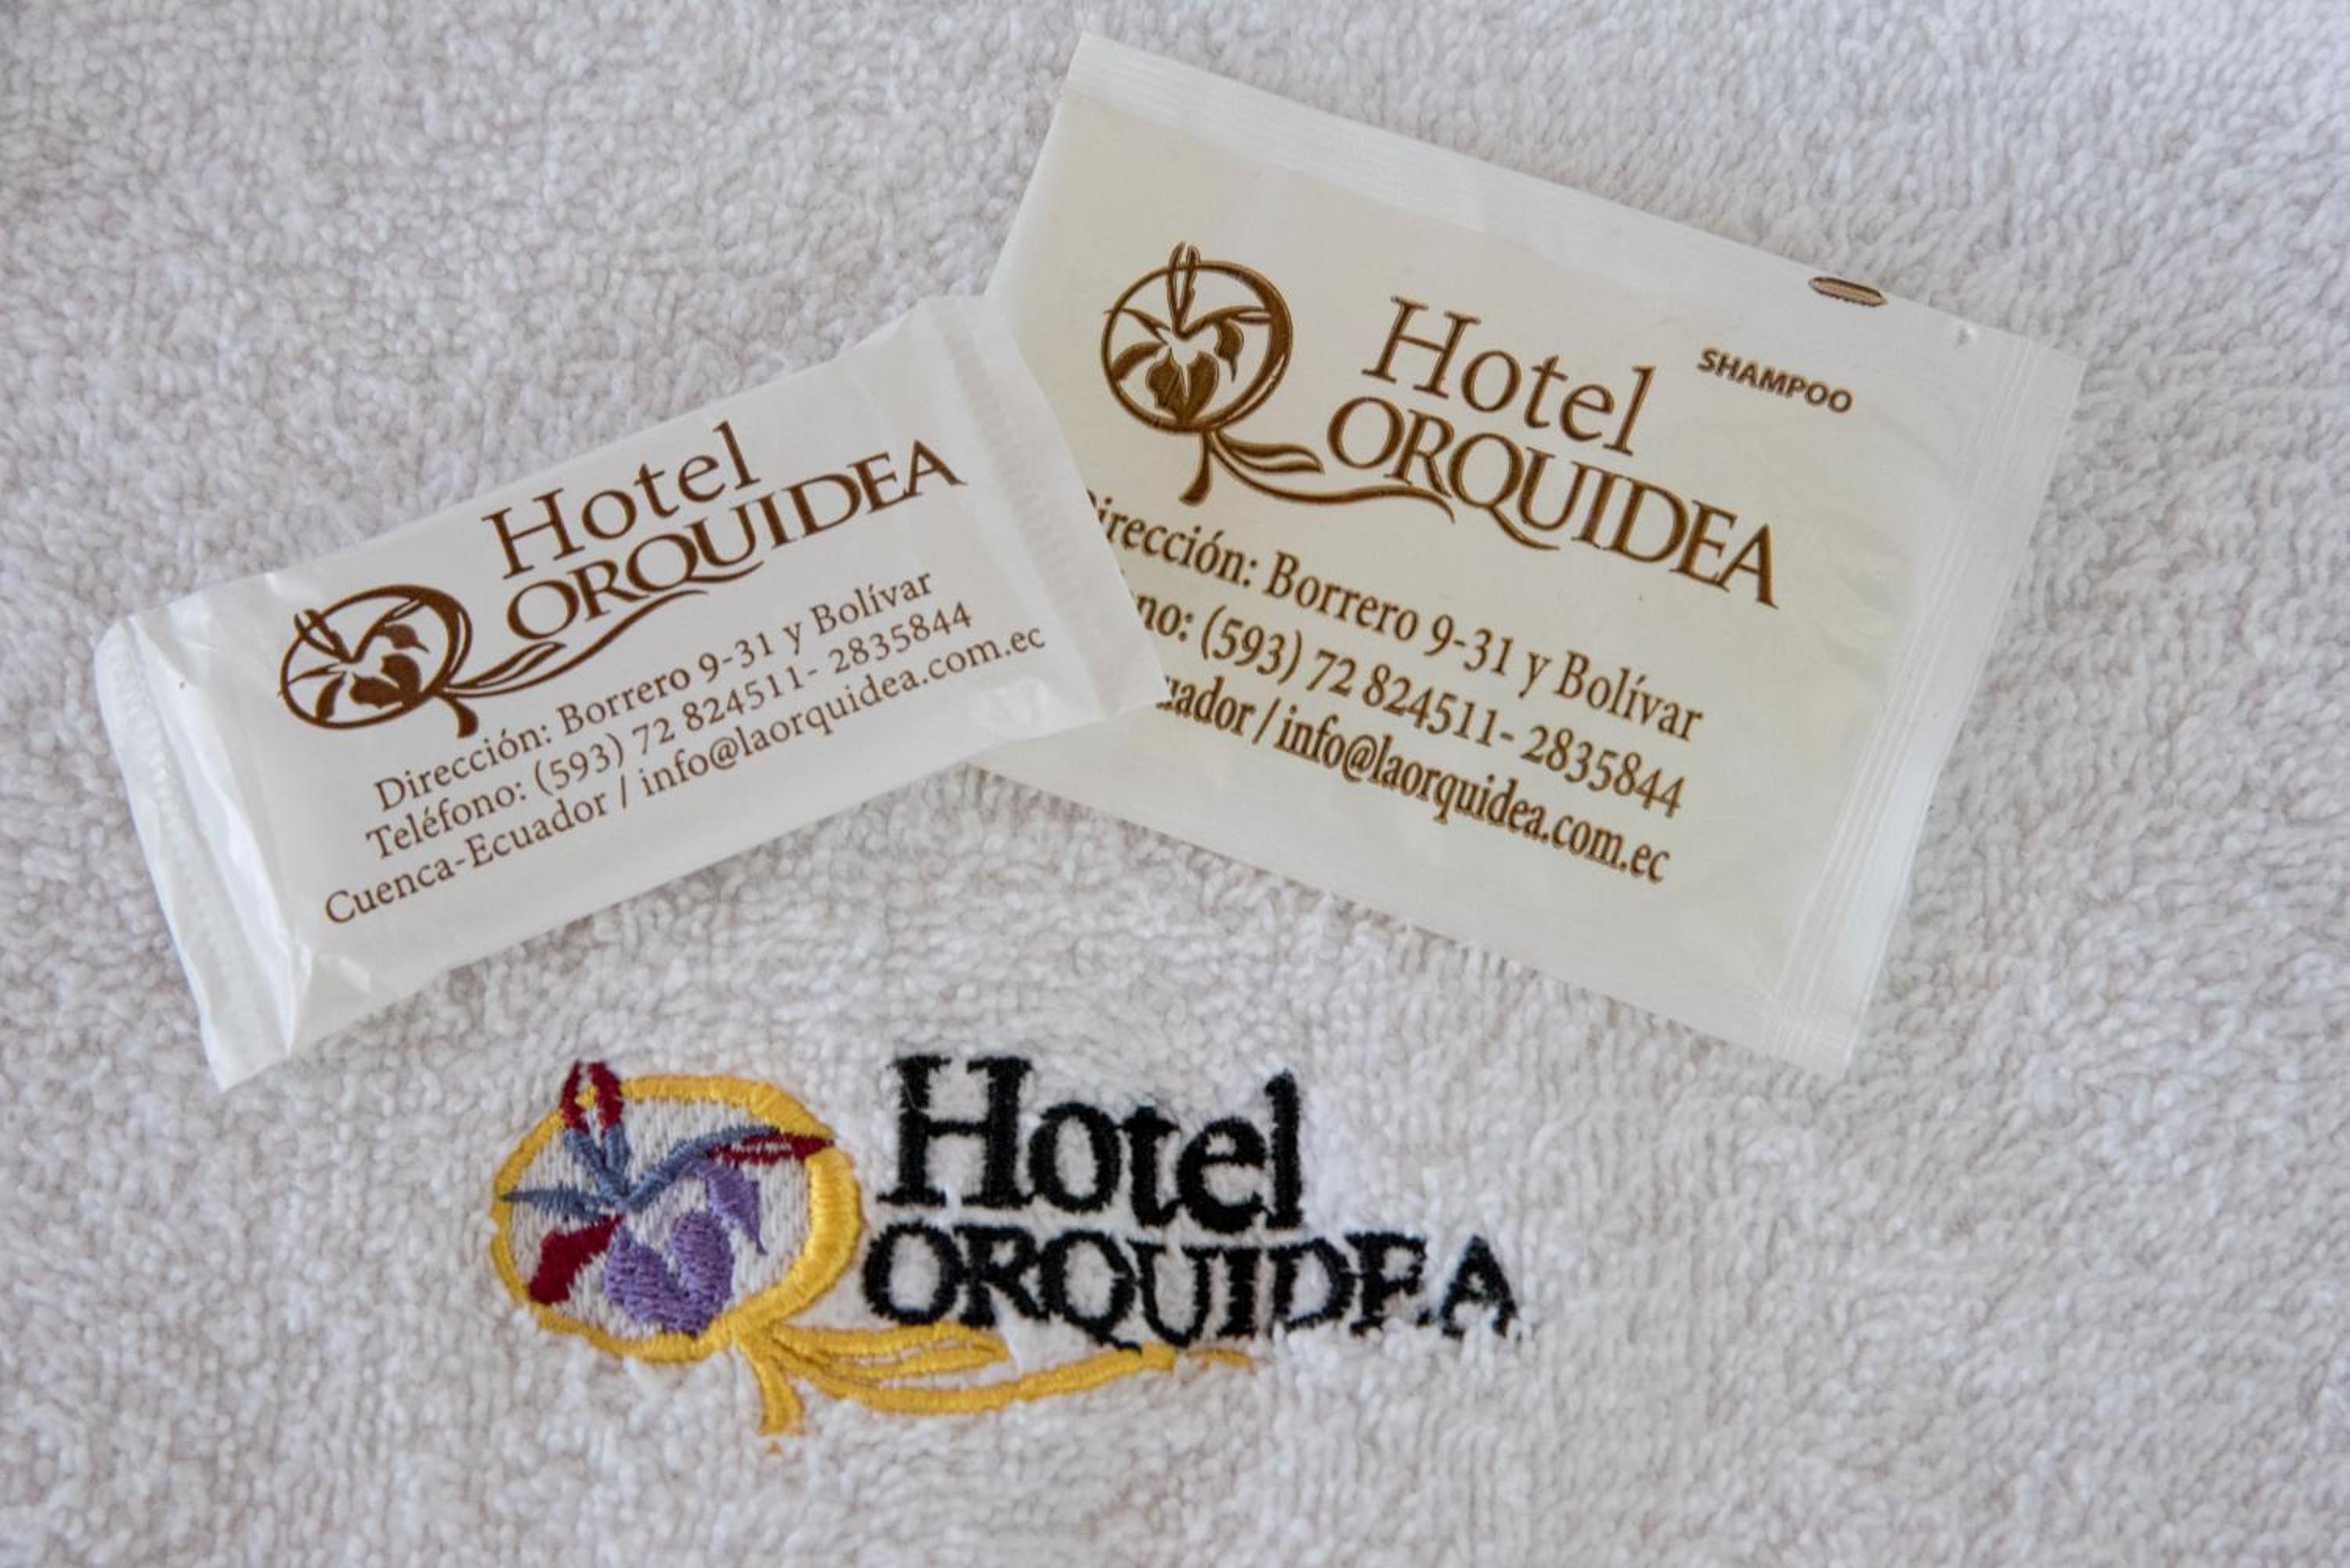 Hotel
ORQUIDEA
Dirección: Borrero 9-31 y Bolívar
Teléfono: (593) 72 824511- 2835844
Cuenca-Ecuador / info@laorquidea.com.ec
Hotel
SHAMPOO
ORQUIDEA
Dirección: Borrero 9-31 y Bolívar
no: (593) 72 824511- 2835844
uador / info@laorquidea.com.ec
Hotel
ORQUIDEA